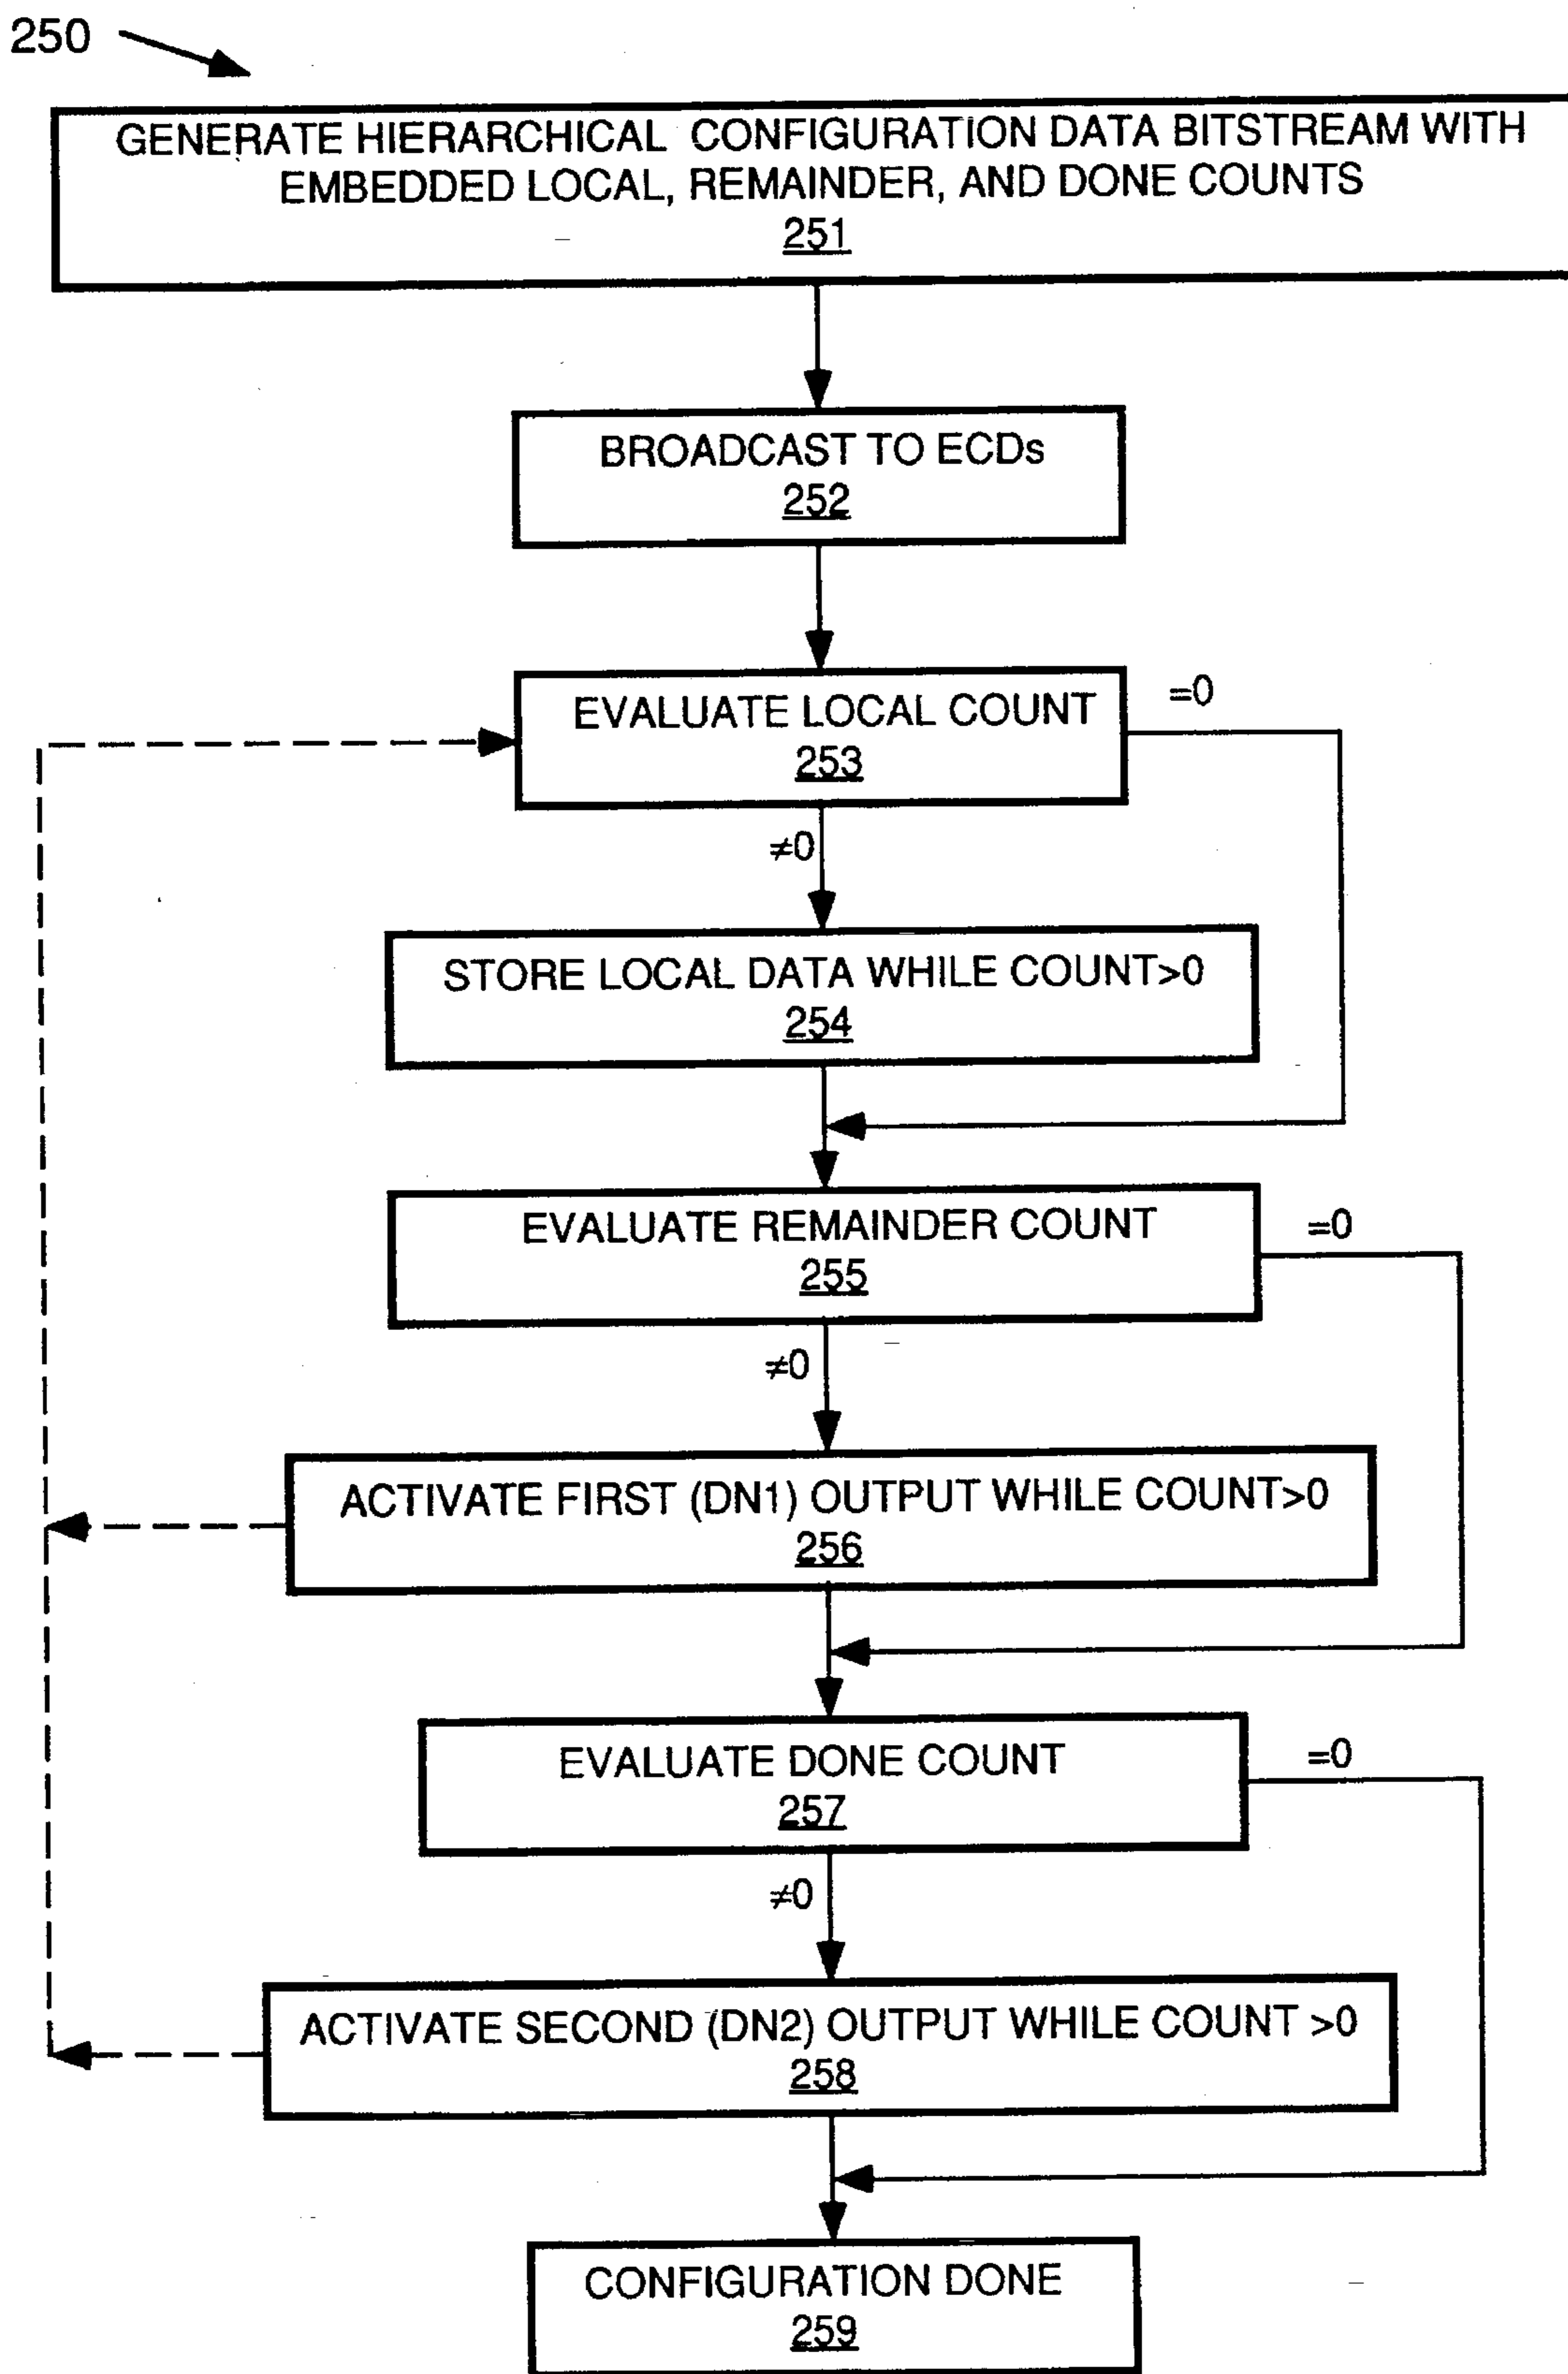 250
GENERATE HIERARCHICAL CONFIGURATION DATA BITSTREAM WITH
EMBEDDED LOCAL, REMAINDER, AND DONE COUNTS
251
BROADCAST TO ECDs
252
EVALUATE LOCAL COUNT
253
=0
≠0
STORE LOCAL DATA WHILE COUNT>0
254
EVALUATE REMAINDER COUNT
255
=0
≠0
ACTIVATE FIRST (DN1) OUTPUT WHILE COUNT>0
256
EVALUATE DONE COUNT
257
=0
≠0
ACTIVATE SECOND (DN2) OUTPUT WHILE COUNT >0
258
CONFIGURATION DONE
259